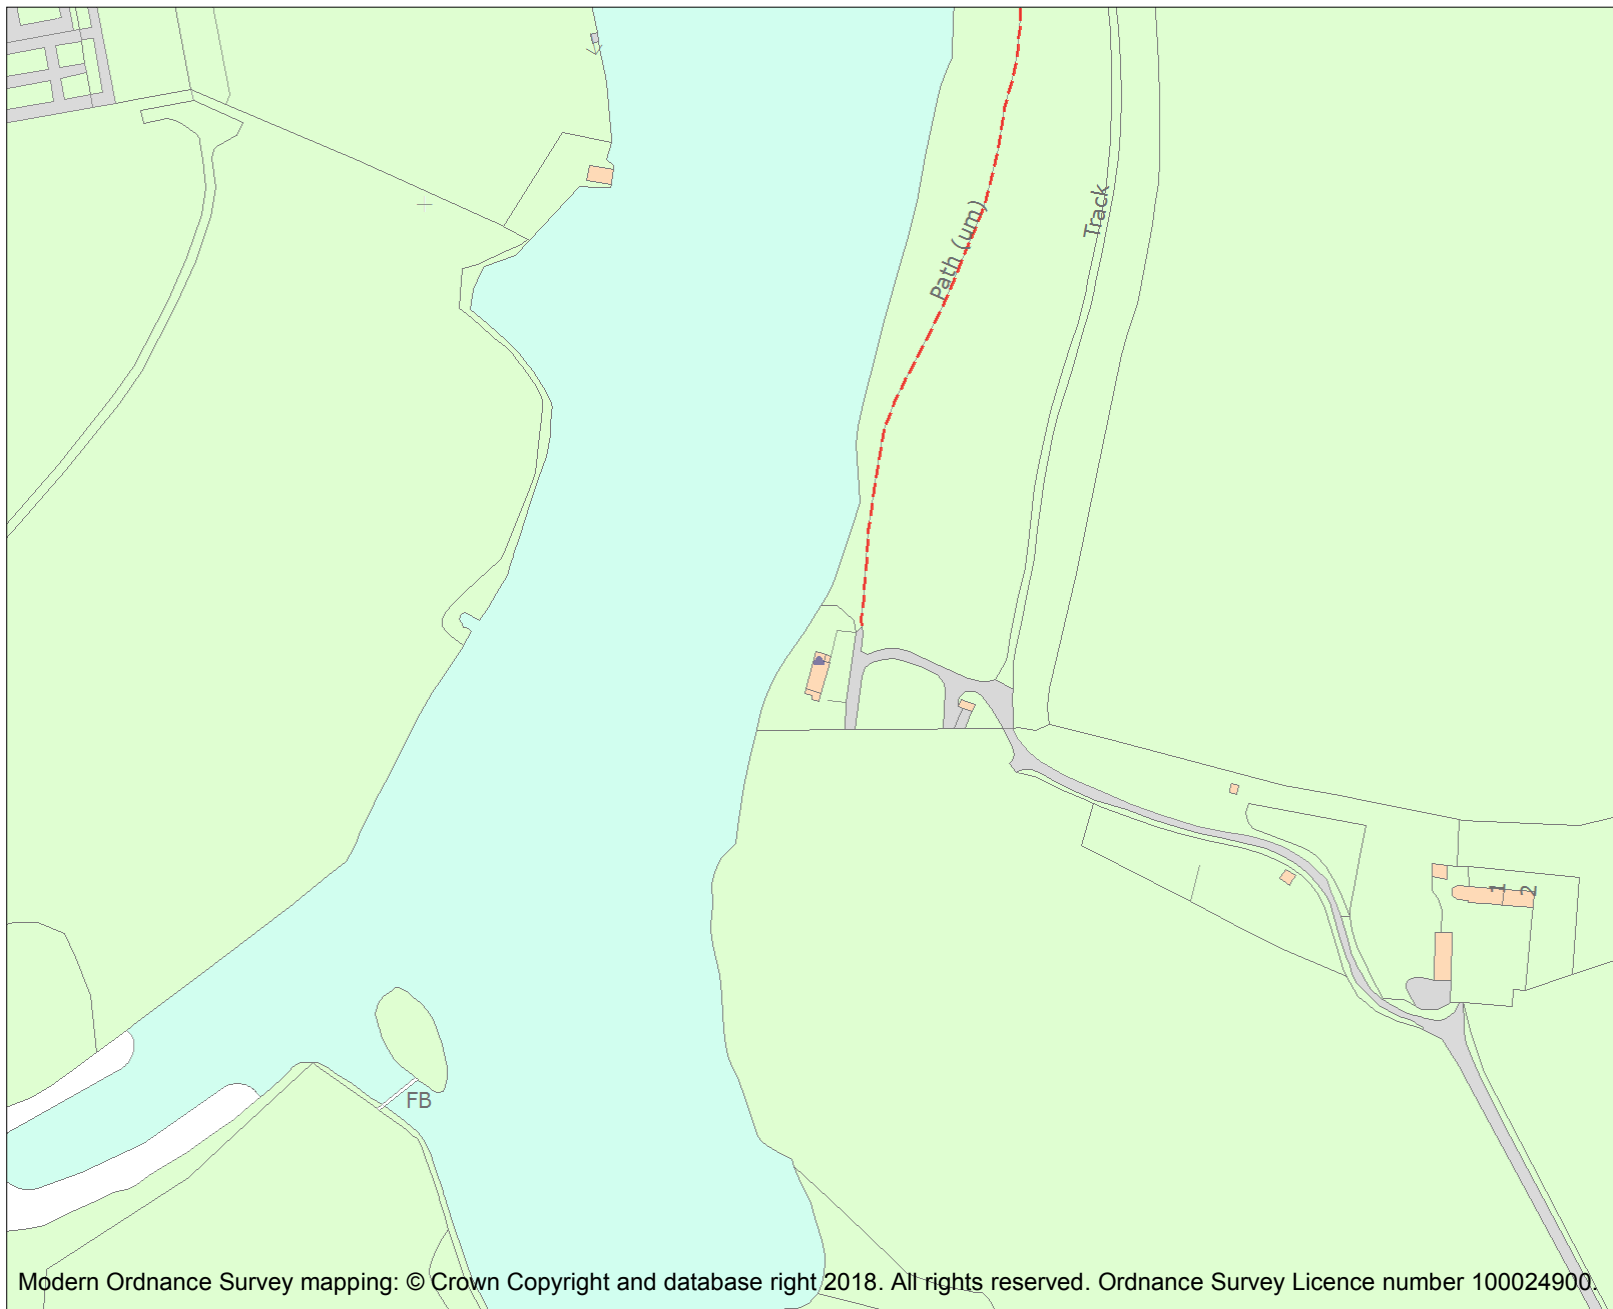 Track
Path (um)
1
2
FB
Modern Ordnance Survey mapping: © Crown Copyright and database right 2018. All rights reserved. Ordnance Survey Licence number 100024900.